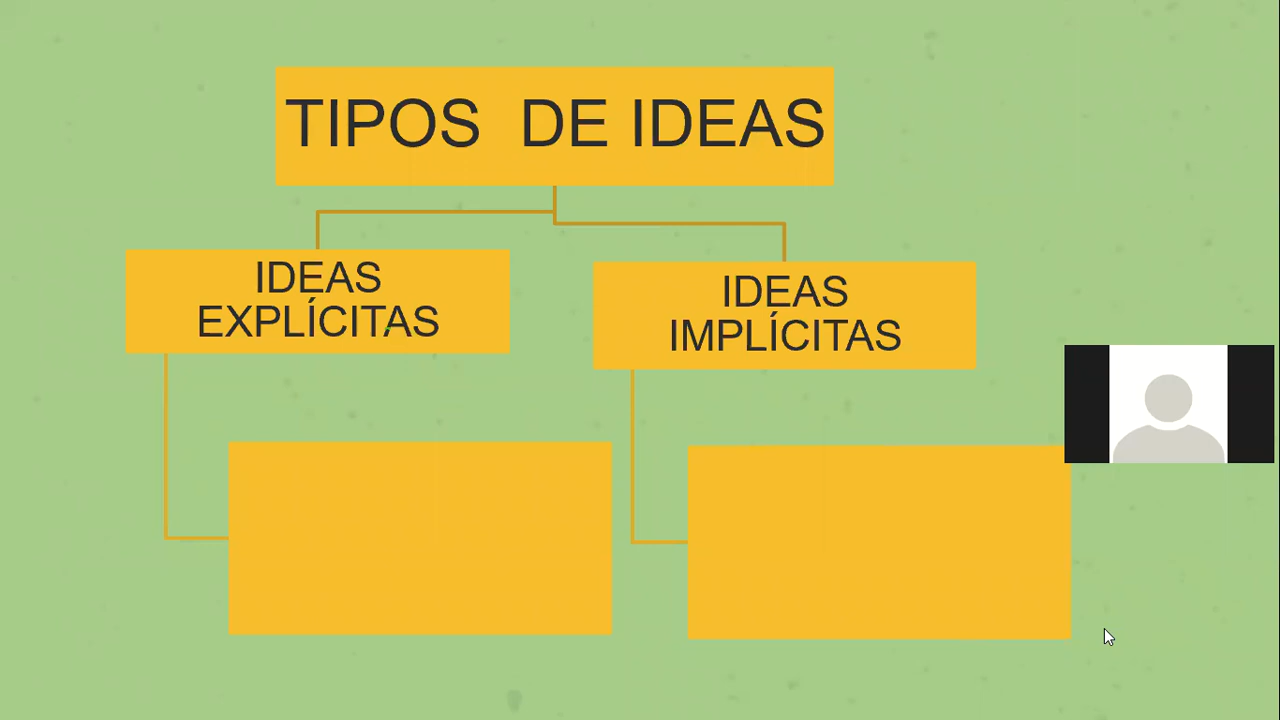 TIPOS DE IDEAS
IDEAS
EXPLÍCITAS
IDEAS
IMPLÍCITAS